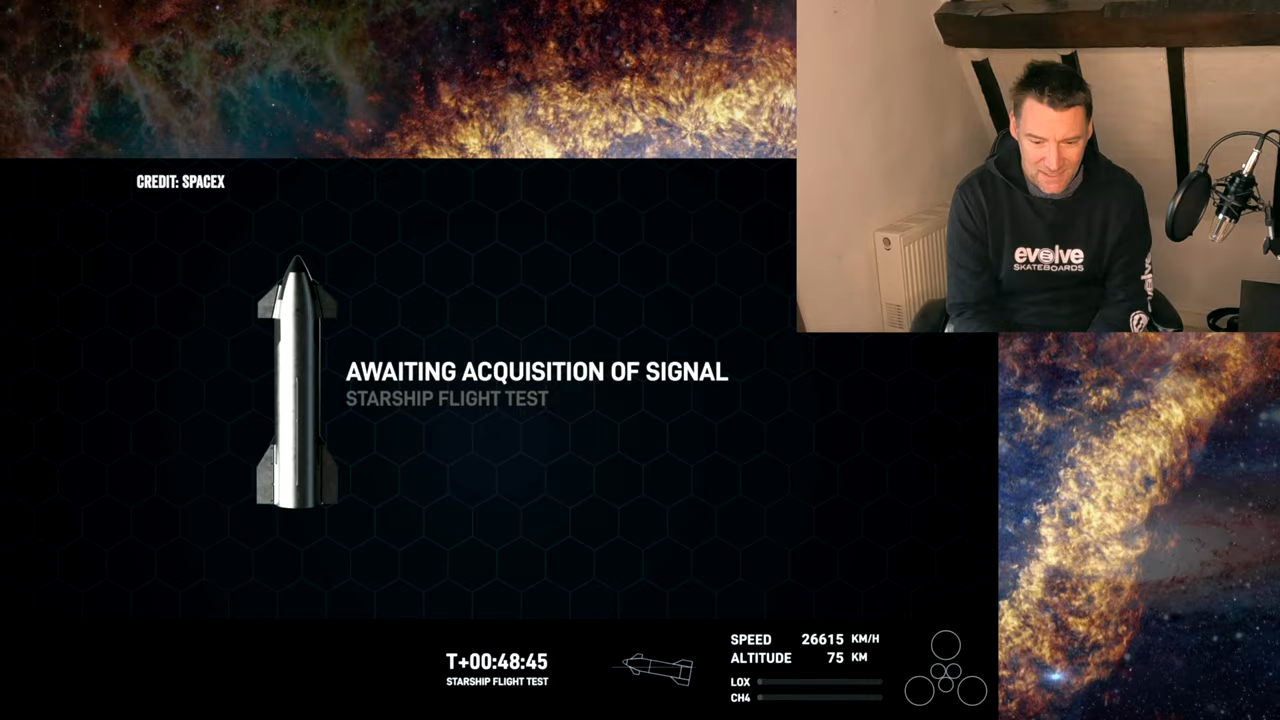 CREDIT: SPACEX
evolve
SKATEBOARDS
AWAITING ACQUISITION OF SIGNAL
STARSHIP FLIGHT TEST
T+00:48:45
STARSHIP FLIGHT TEST
SPEED 26615 KM/H
ALTITUDE 75 KM
LOX
CH4